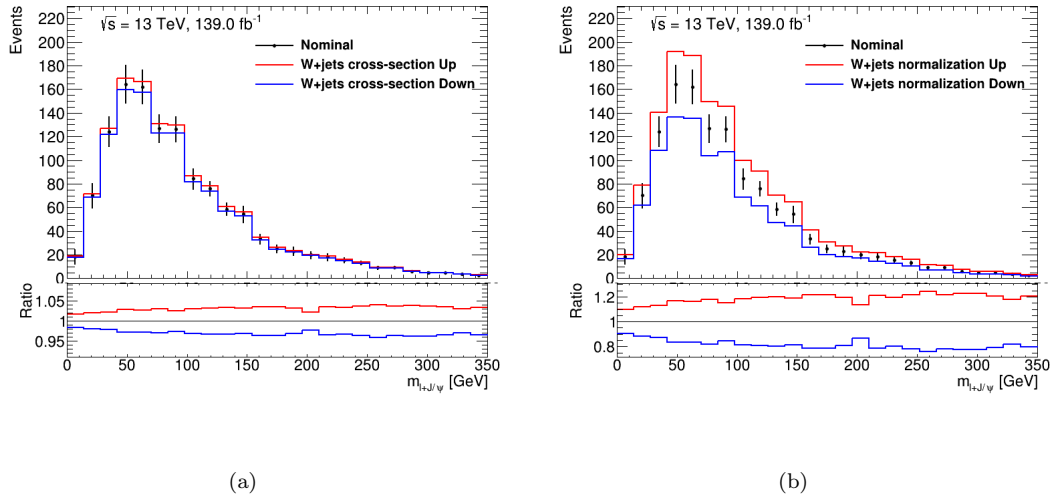 Events
220
200
180
160
140
120
100
80
60
40
20
0
√s = 13 TeV, 139.0 fb⁻¹
Nominal
W+jets cross-section Up
W+jets cross-section Down
Ratio
1.05
1
0.95
0 50 100 150 200 250 300 350
m_{l+J/ψ} [GeV]
(a)
Events
220
200
180
160
140
120
100
80
60
40
20
0
√s = 13 TeV, 139.0 fb⁻¹
Nominal
W+jets normalization Up
W+jets normalization Down
Ratio
1.2
1
0.8
0 50 100 150 200 250 300 350
m_{l+J/ψ} [GeV]
(b)